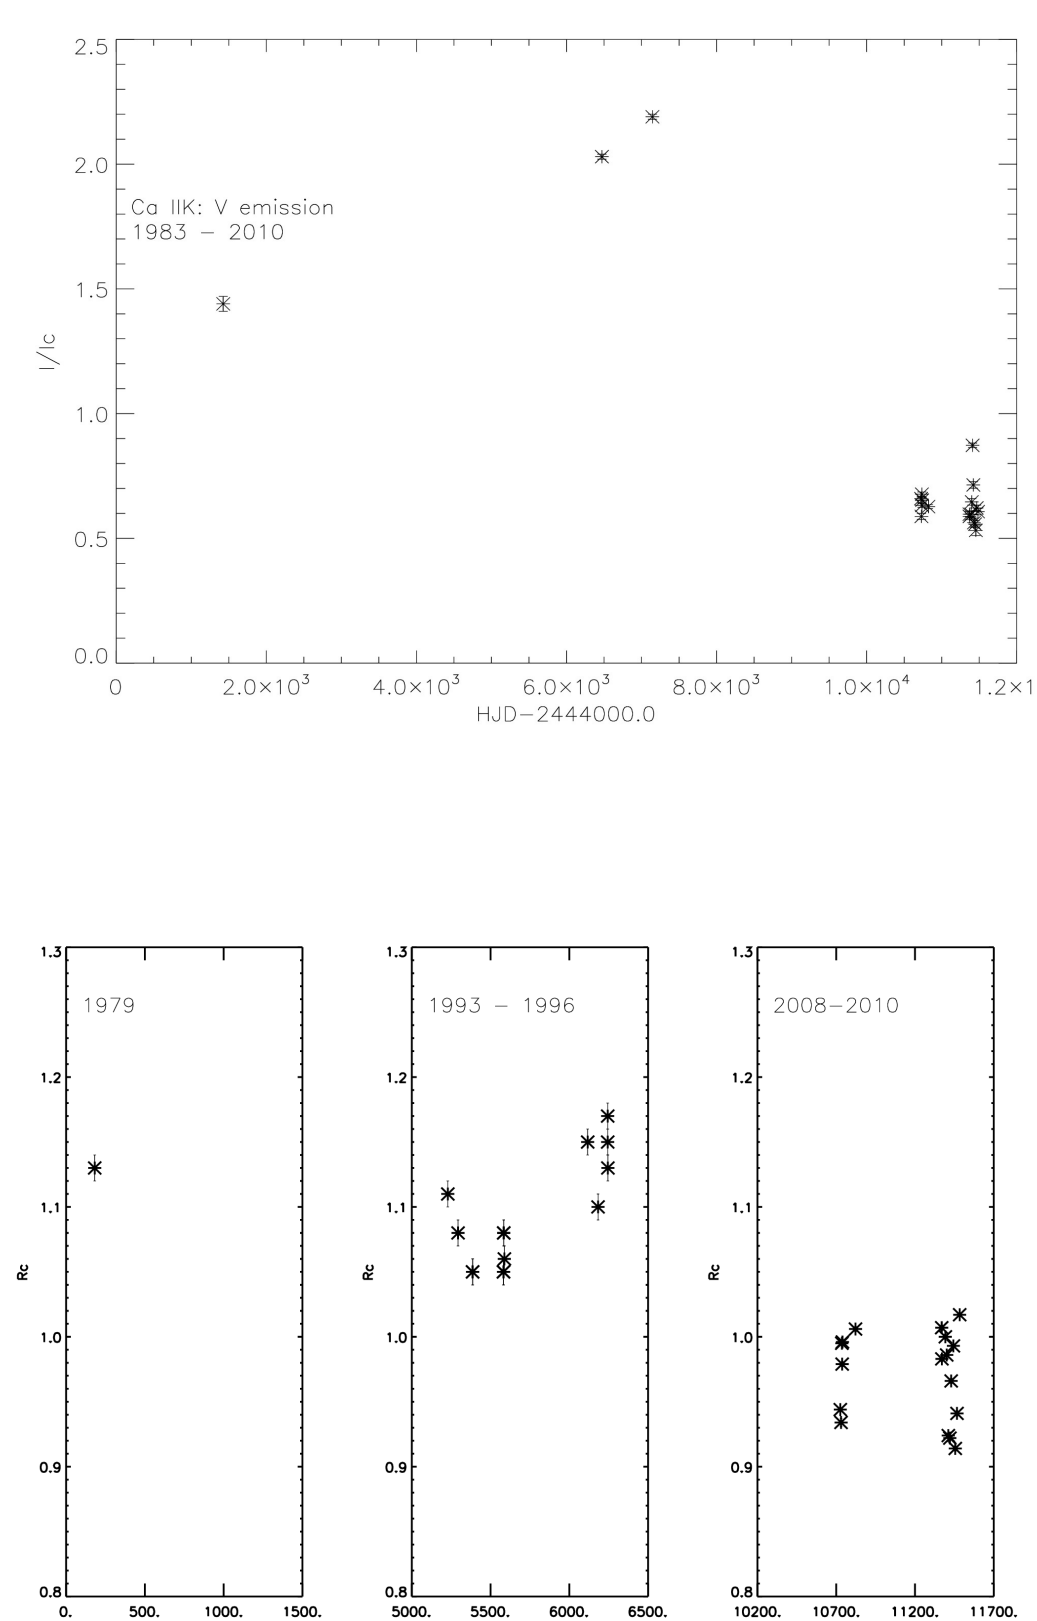 2.5
2.0
Ca IIK: V emission
1983 – 2010
1.5
I/Ic
1.0
0.5
0.0
0 2.0×10³ 4.0×10³ 6.0×10³ 8.0×10³ 1.0×10⁴ 1.2×1
HJD–2444000.0
1.3 1.3 1.3
1979 1993 – 1996 2008–2010
1.2 1.2 1.2
1.1 1.1 1.1
Rc Rc Rc
1.0 1.0 1.0
0.9 0.9 0.9
0.8 0.8 0.8
0. 500. 1000. 1500. 5000. 5500. 6000. 6500. 10200. 10700. 11200. 11700.